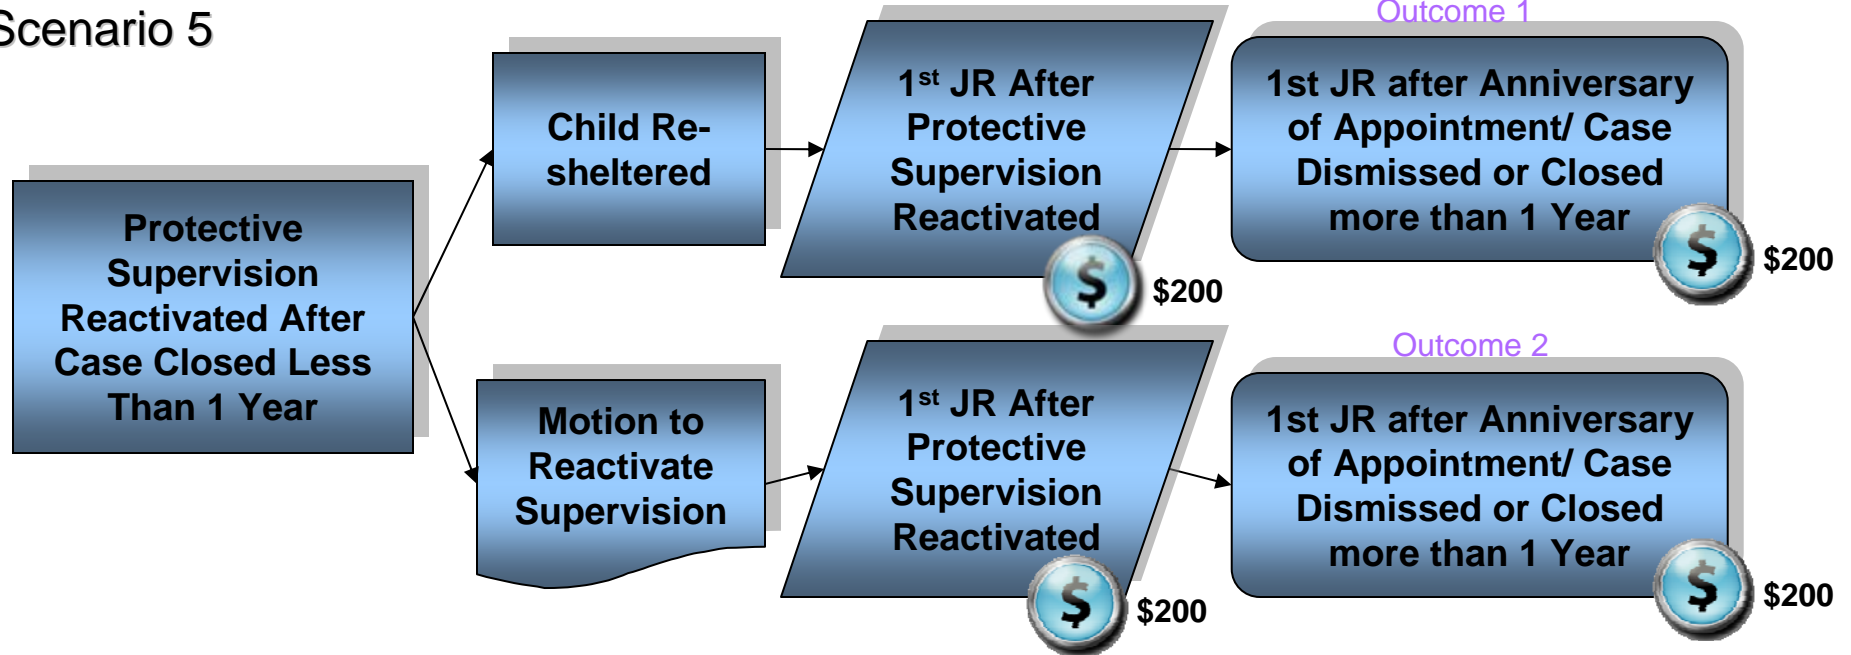 Scenario 5
Protective
Supervision
Reactivated After
Case Closed Less
Than 1 Year
Child Re-
sheltered
1st JR After
Protective
Supervision
Reactivated
$200
Outcome 1
1st JR after Anniversary
of Appointment/ Case
Dismissed or Closed
more than 1 Year
$200
Motion to
Reactivate
Supervision
1st JR After
Protective
Supervision
Reactivated
$200
Outcome 2
1st JR after Anniversary
of Appointment/ Case
Dismissed or Closed
more than 1 Year
$200